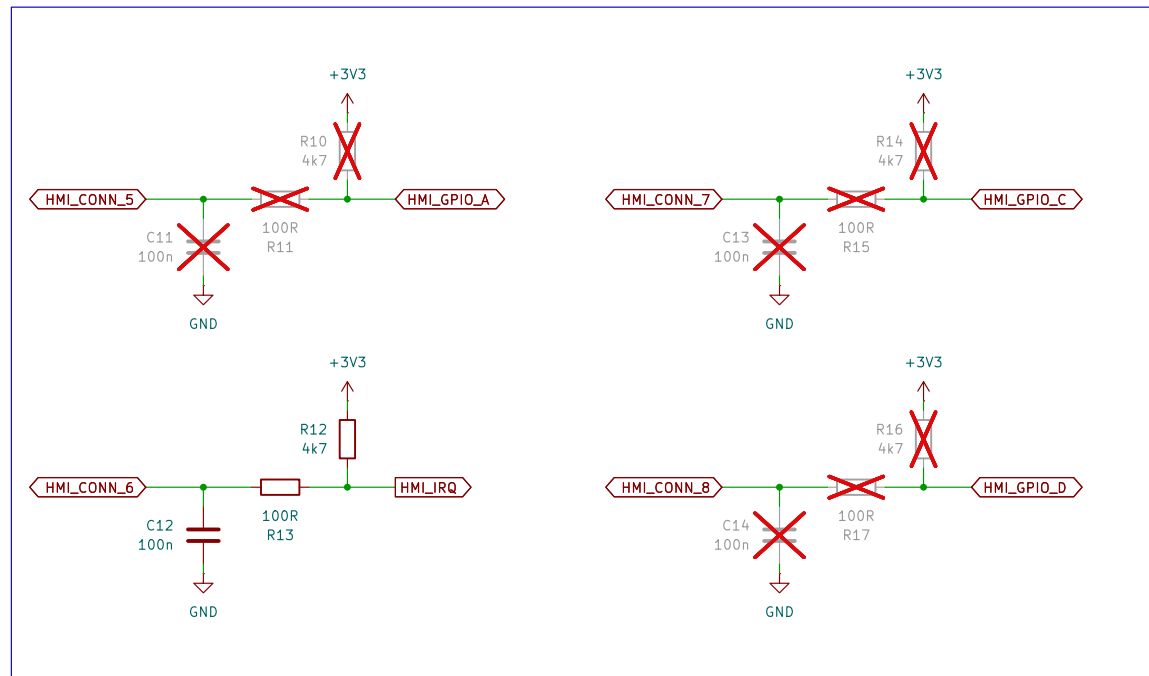 +3V3
R10
4k7
HMI_CONN_5
HMI_GPIO_A
100R
R11
C11
100n
GND
+3V3
R14
4k7
HMI_CONN_7
HMI_GPIO_C
100R
R15
C13
100n
GND
+3V3
R12
4k7
HMI_CONN_6
HMI_IRQ
100R
R13
C12
100n
GND
+3V3
R16
4k7
HMI_CONN_8
HMI_GPIO_D
100R
R17
C14
100n
GND